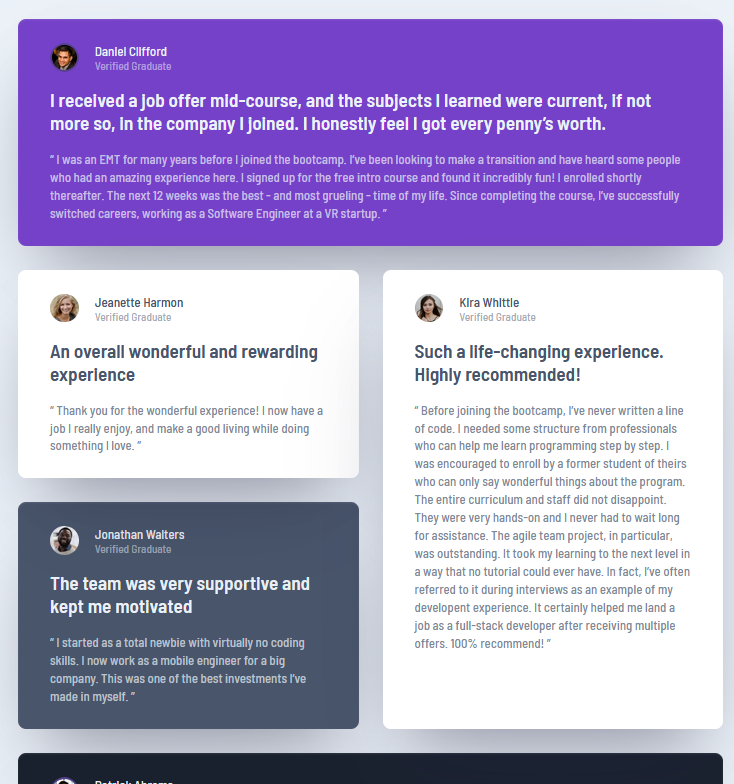 Daniel Clifford
Verified Graduate
I received a job offer mid-course, and the subjects I learned were current, if not
more so, in the company I joined. I honestly feel I got every penny’s worth.
“ I was an EMT for many years before I joined the bootcamp. I’ve been looking to make a transition and have heard some people
who had an amazing experience here. I signed up for the free intro course and found it incredibly fun! I enrolled shortly
thereafter. The next 12 weeks was the best – and most grueling – time of my life. Since completing the course, I’ve successfully
switched careers, working as a Software Engineer at a VR startup. ”
Jeanette Harmon
Verified Graduate
An overall wonderful and rewarding
experience
“ Thank you for the wonderful experience! I now have a
job I really enjoy, and make a good living while doing
something I love. ”
Jonathan Walters
Verified Graduate
The team was very supportive and
kept me motivated
“ I started as a total newbie with virtually no coding
skills. I now work as a mobile engineer for a big
company. This was one of the best investments I’ve
made in myself. ”
Kira Whittle
Verified Graduate
Such a life-changing experience.
Highly recommended!
“ Before joining the bootcamp, I’ve never written a line
of code. I needed some structure from professionals
who can help me learn programming step by step. I
was encouraged to enroll by a former student of theirs
who can only say wonderful things about the program.
The entire curriculum and staff did not disappoint.
They were very hands-on and I never had to wait long
for assistance. The agile team project, in particular,
was outstanding. It took my learning to the next level in
a way that no tutorial could ever have. In fact, I’ve often
referred to it during interviews as an example of my
developent experience. It certainly helped me land a
job as a full-stack developer after receiving multiple
offers. 100% recommend! ”
Patrick Abrams